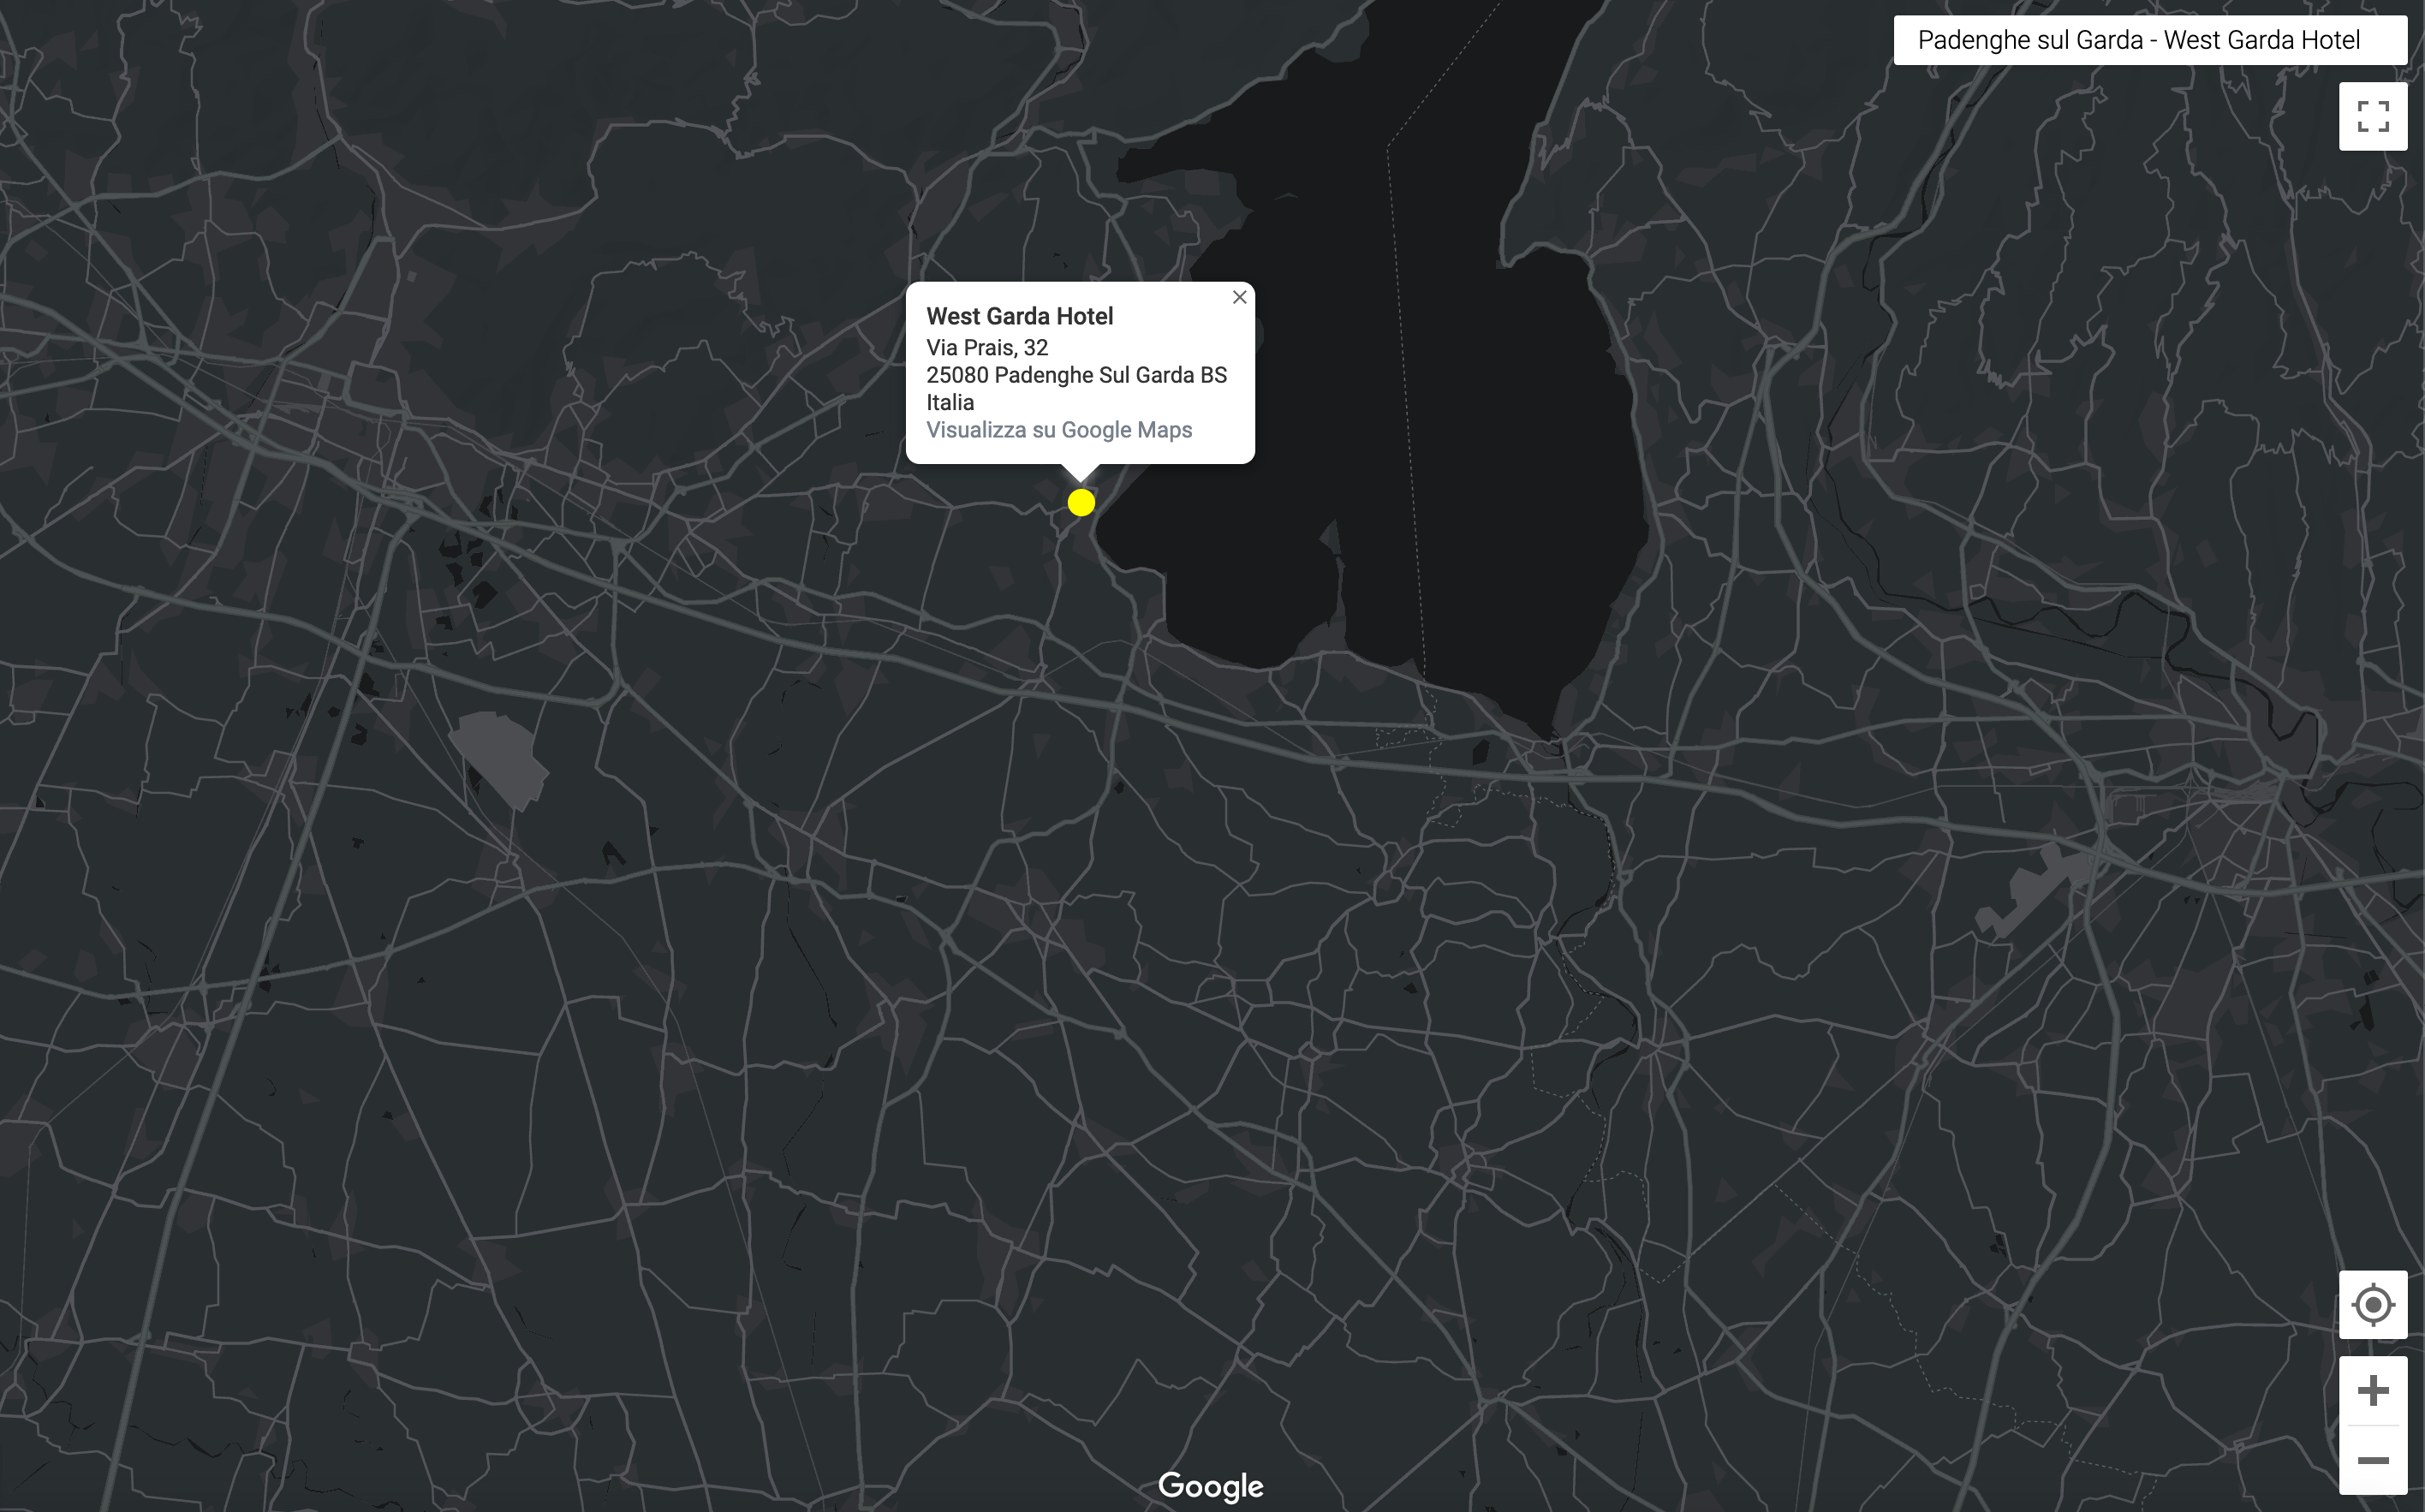 Padenghe sul Garda - West Garda Hotel
West Garda Hotel
Via Prais, 32
25080 Padenghe Sul Garda BS
Italia
Visualizza su Google Maps
Google